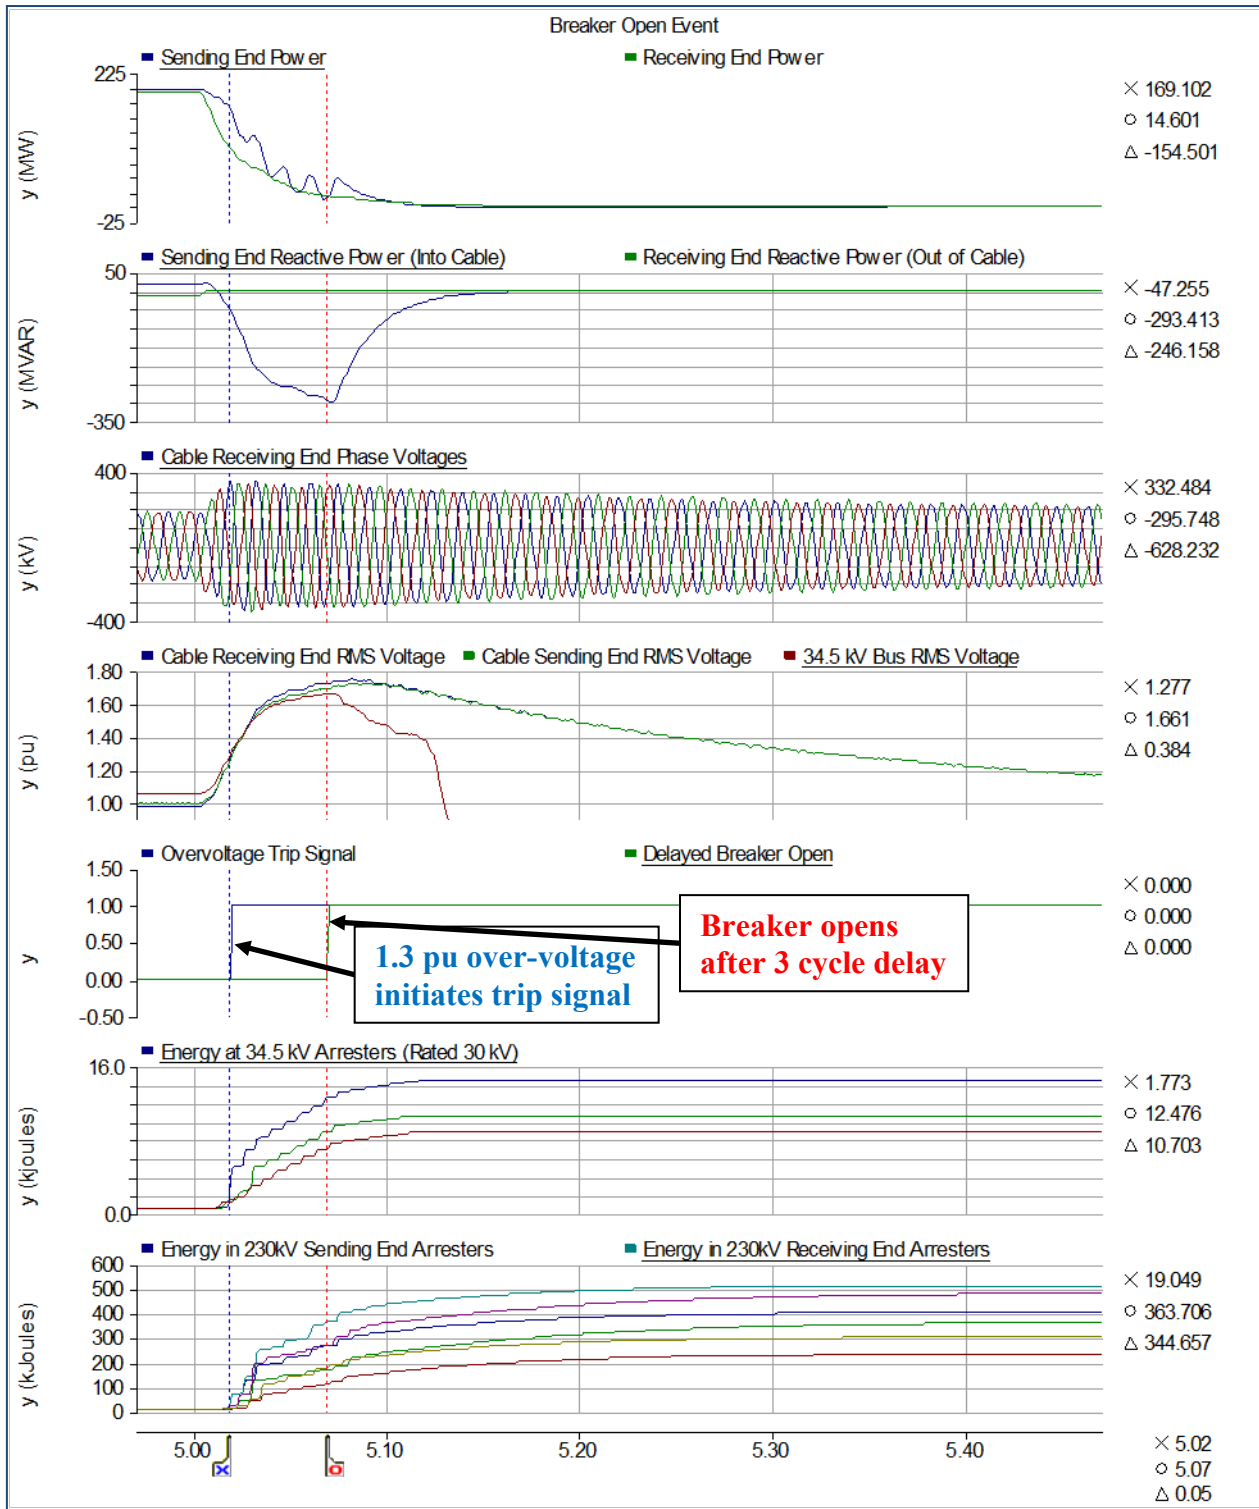 Breaker Open Event
Sending End Power
Receiving End Power
225
-25
y (MW)
× 169.102
○ 14.601
△ -154.501
Sending End Reactive Power (Into Cable)
Receiving End Reactive Power (Out of Cable)
50
-350
y (MVAR)
× -47.255
○ -293.413
△ -246.158
Cable Receiving End Phase Voltages
400
-400
y (kV)
× 332.484
○ -295.748
△ -628.232
Cable Receiving End RMS Voltage
Cable Sending End RMS Voltage
34.5 kV Bus RMS Voltage
1.80
1.60
1.40
1.20
1.00
y (pu)
× 1.277
○ 1.661
△ 0.384
Overvoltage Trip Signal
Delayed Breaker Open
1.50
1.00
0.50
0.00
-0.50
y
× 0.000
○ 0.000
△ 0.000
1.3 pu over-voltage
initiates trip signal
Breaker opens
after 3 cycle delay
Energy at 34.5 kV Arresters (Rated 30 kV)
16.0
0.0
y (kjoules)
× 1.773
○ 12.476
△ 10.703
Energy in 230kV Sending End Arresters
Energy in 230kV Receiving End Arresters
600
500
400
300
200
100
0
y (kJoules)
× 19.049
○ 363.706
△ 344.657
5.00
5.10
5.20
5.30
5.40
× 5.02
○ 5.07
△ 0.05